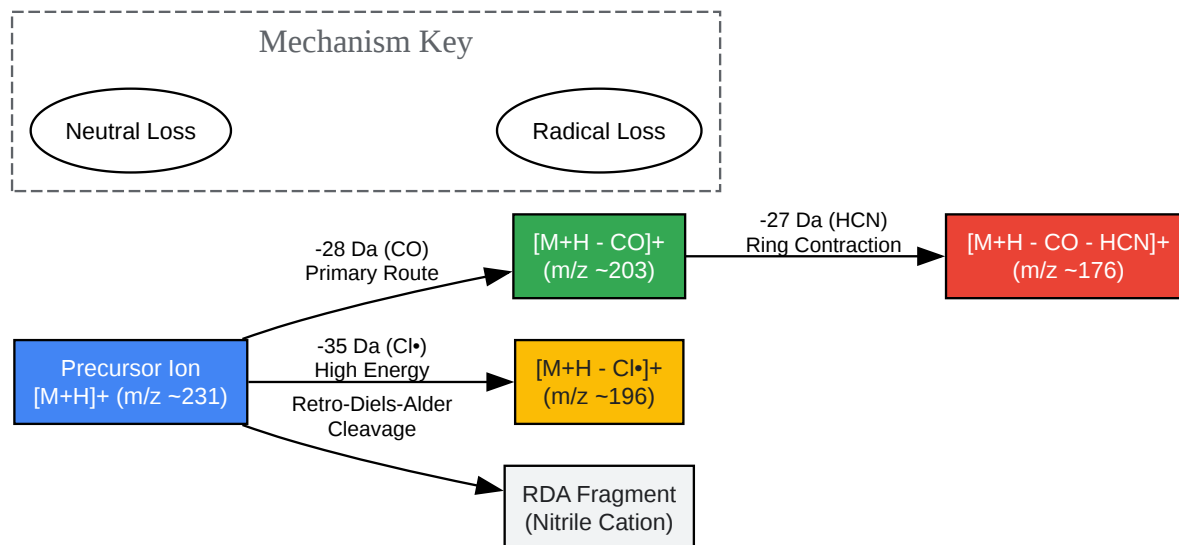 Mechanism Key
Neutral Loss
Radical Loss
-28 Da (CO)
Primary Route
[M+H - CO]+
(m/z ~203)
-27 Da (HCN)
Ring Contraction
[M+H - CO - HCN]+
(m/z ~176)
Precursor Ion
[M+H]+ (m/z ~231)
-35 Da (Cl•)
High Energy
[M+H - Cl•]+
(m/z ~196)
Retro-Diels-Alder
Cleavage
RDA Fragment
(Nitrile Cation)